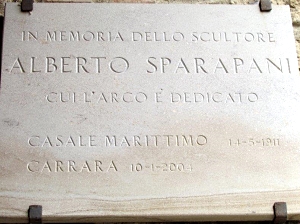 IN MEMORIA DELLO SCULTORE
ALBERTO SPARAPANI
CUI L'ARCO È DEDICATO
CASALE MARITTIMO 14-5-1911
CARRARA 10-1-2004